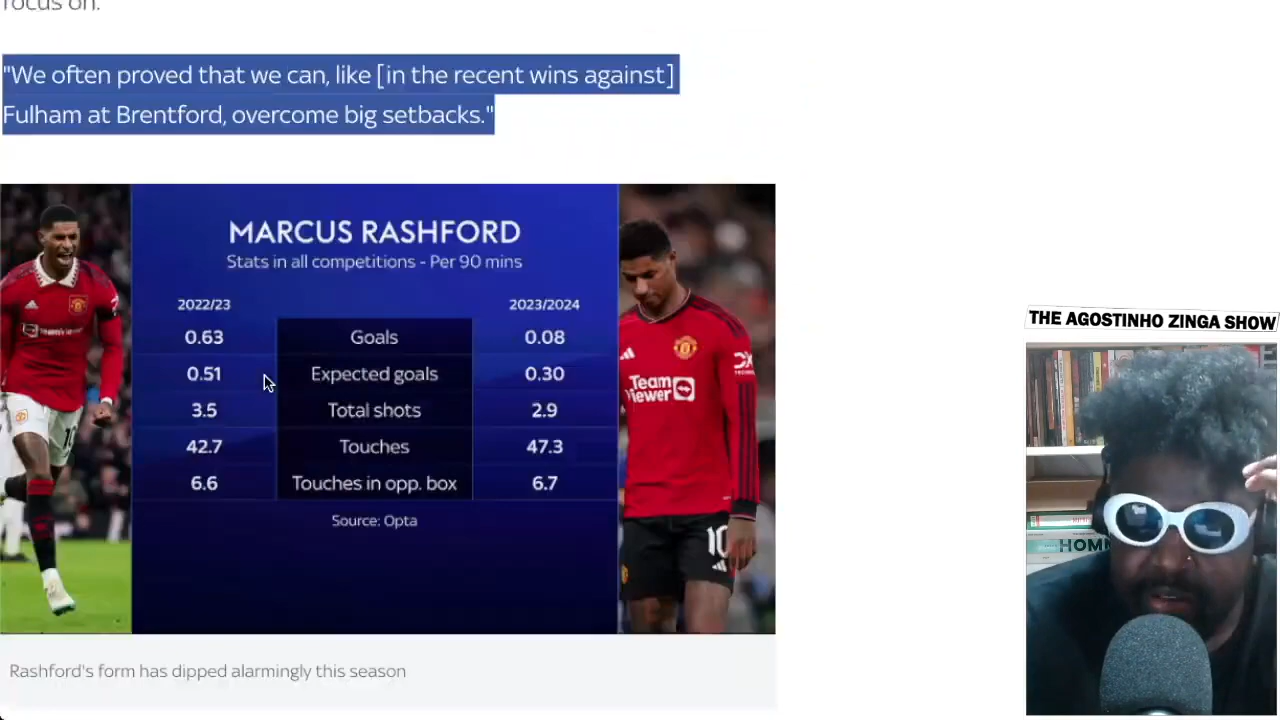 focus on.
"We often proved that we can, like [in the recent wins against]
Fulham at Brentford, overcome big setbacks."
MARCUS RASHFORD
Stats in all competitions - Per 90 mins
2022/23 2023/2024
0.63 Goals 0.08
0.51 Expected goals 0.30
3.5 Total shots 2.9
42.7 Touches 47.3
6.6 Touches in opp. box 6.7
Source: Opta
Team
Viewer
10
Rashford's form has dipped alarmingly this season
THE AGOSTINHO ZINGA SHOW
HOM